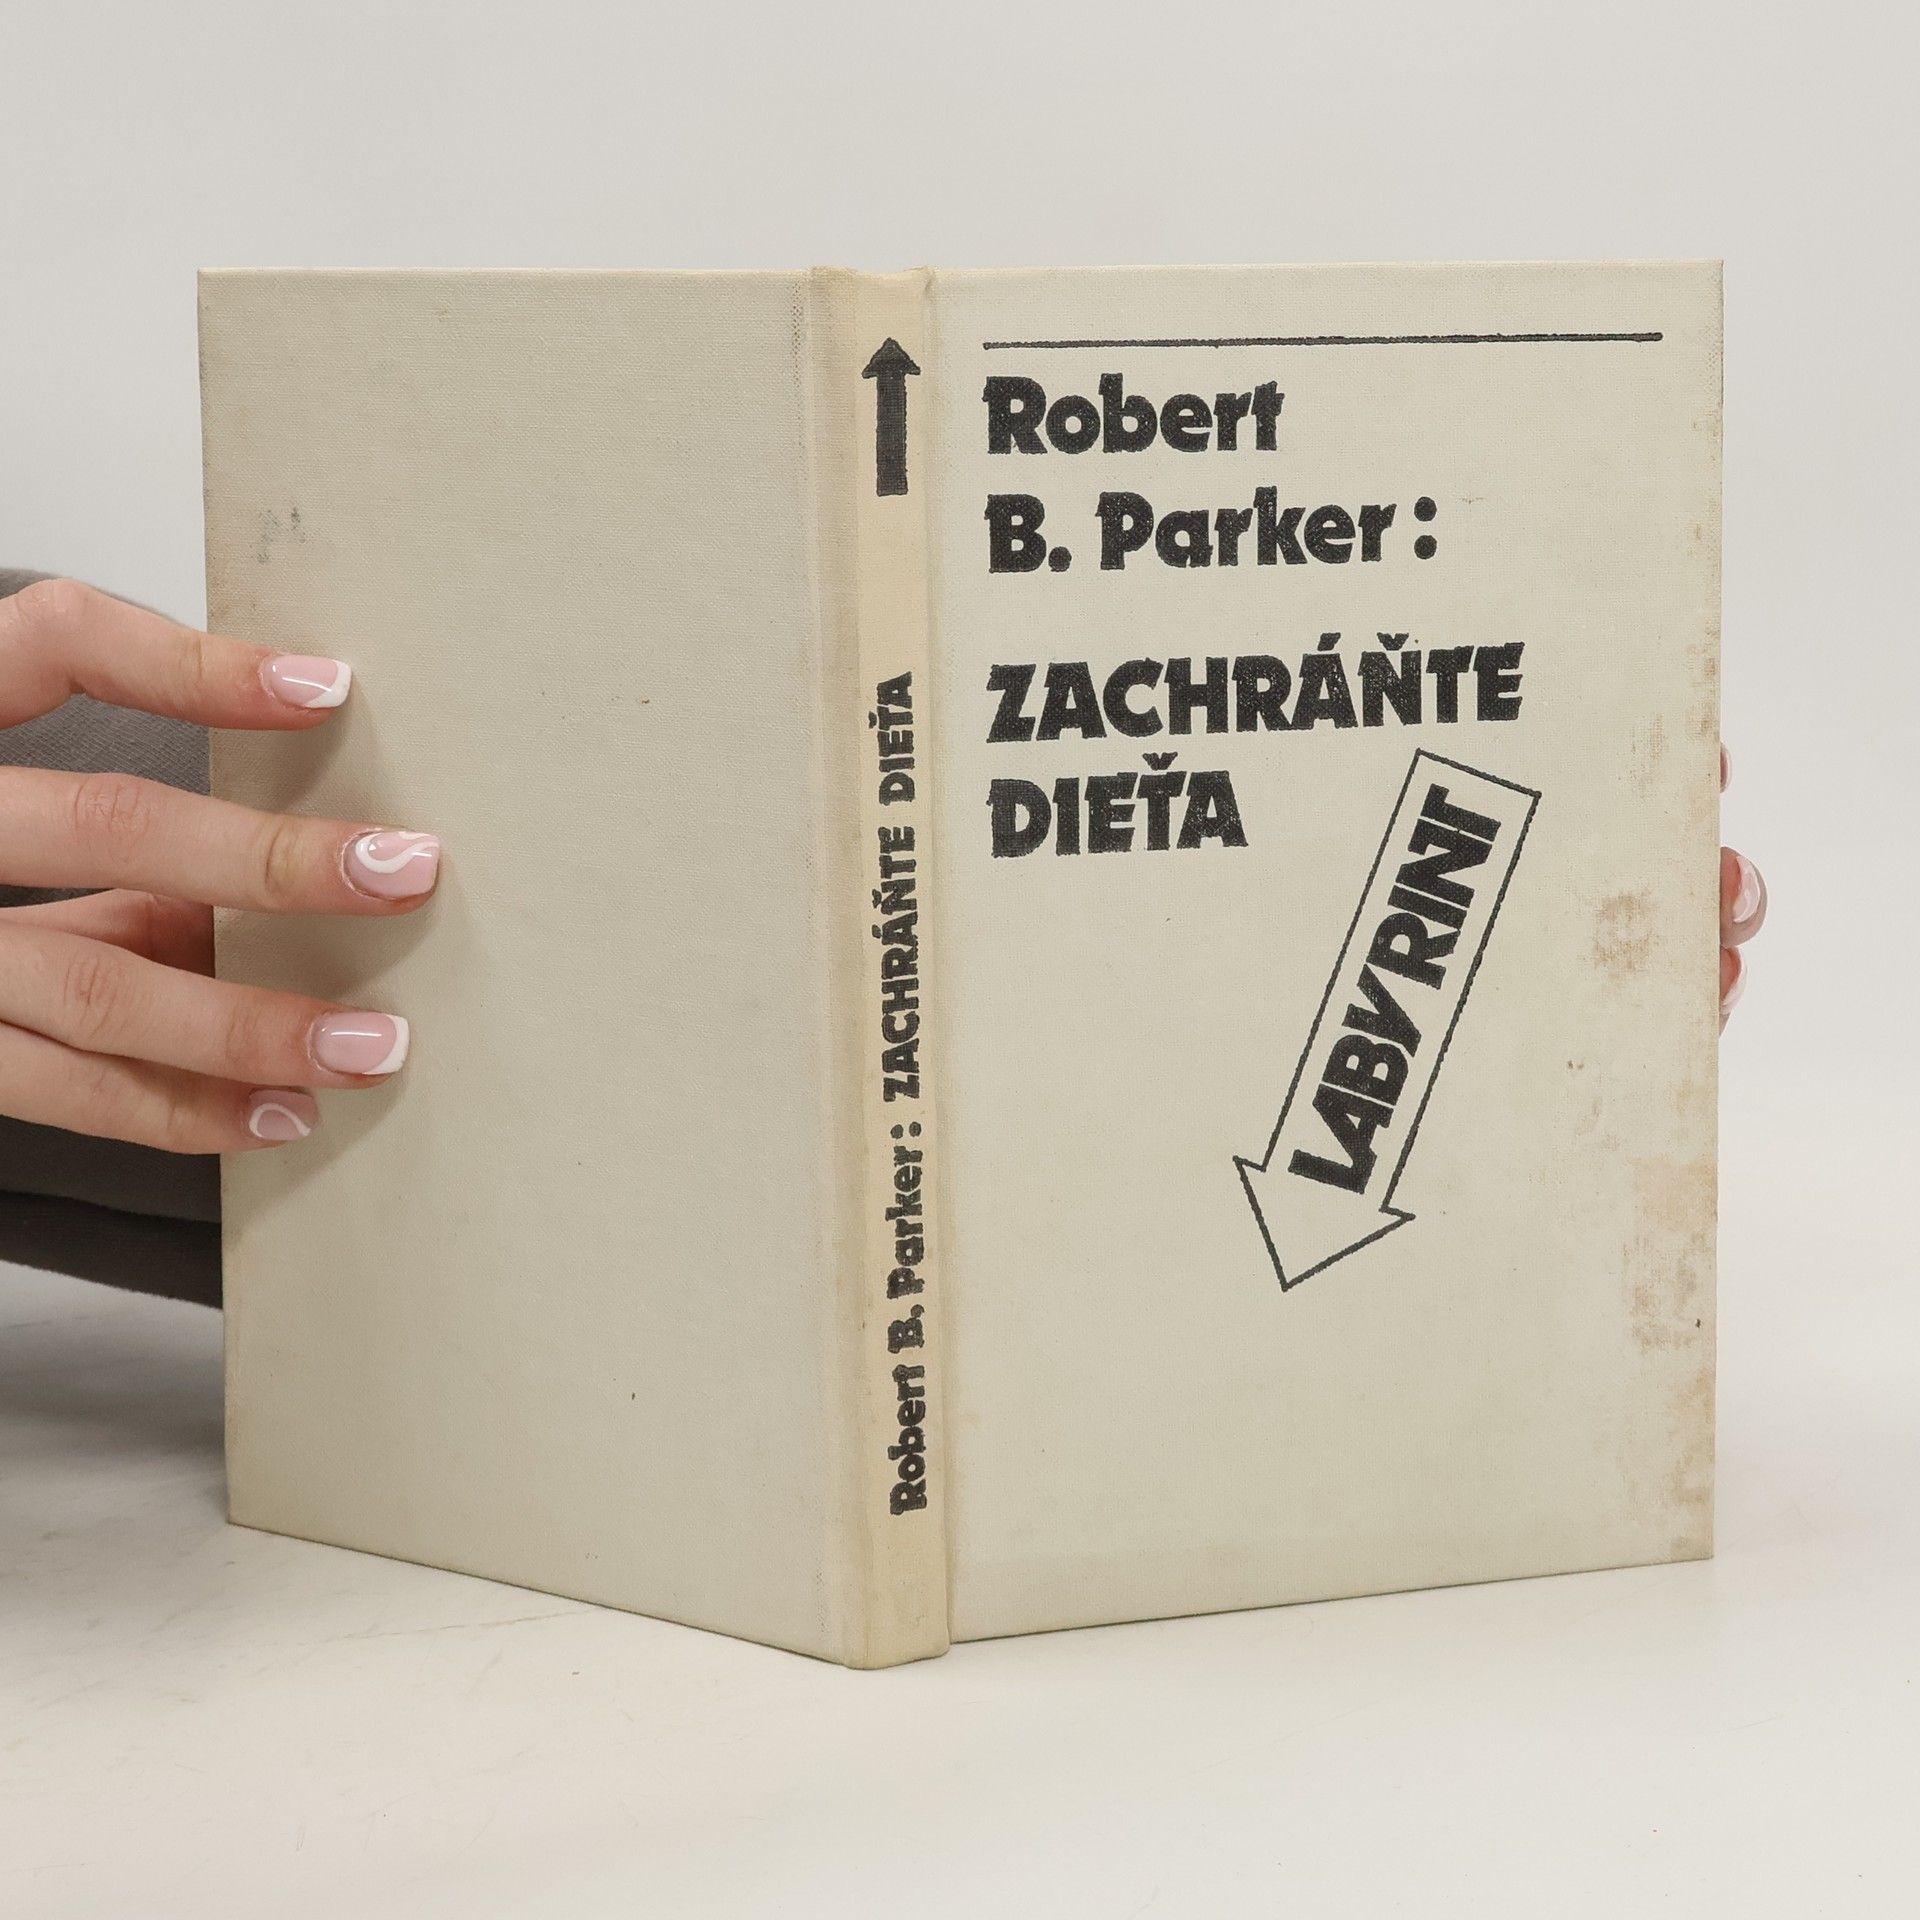 Robert B. Parker: ZACHRÁŇTE DIEŤA
Robert
B. Parker:
ZACHRÁŇTE
DIEŤA
LABYRINT